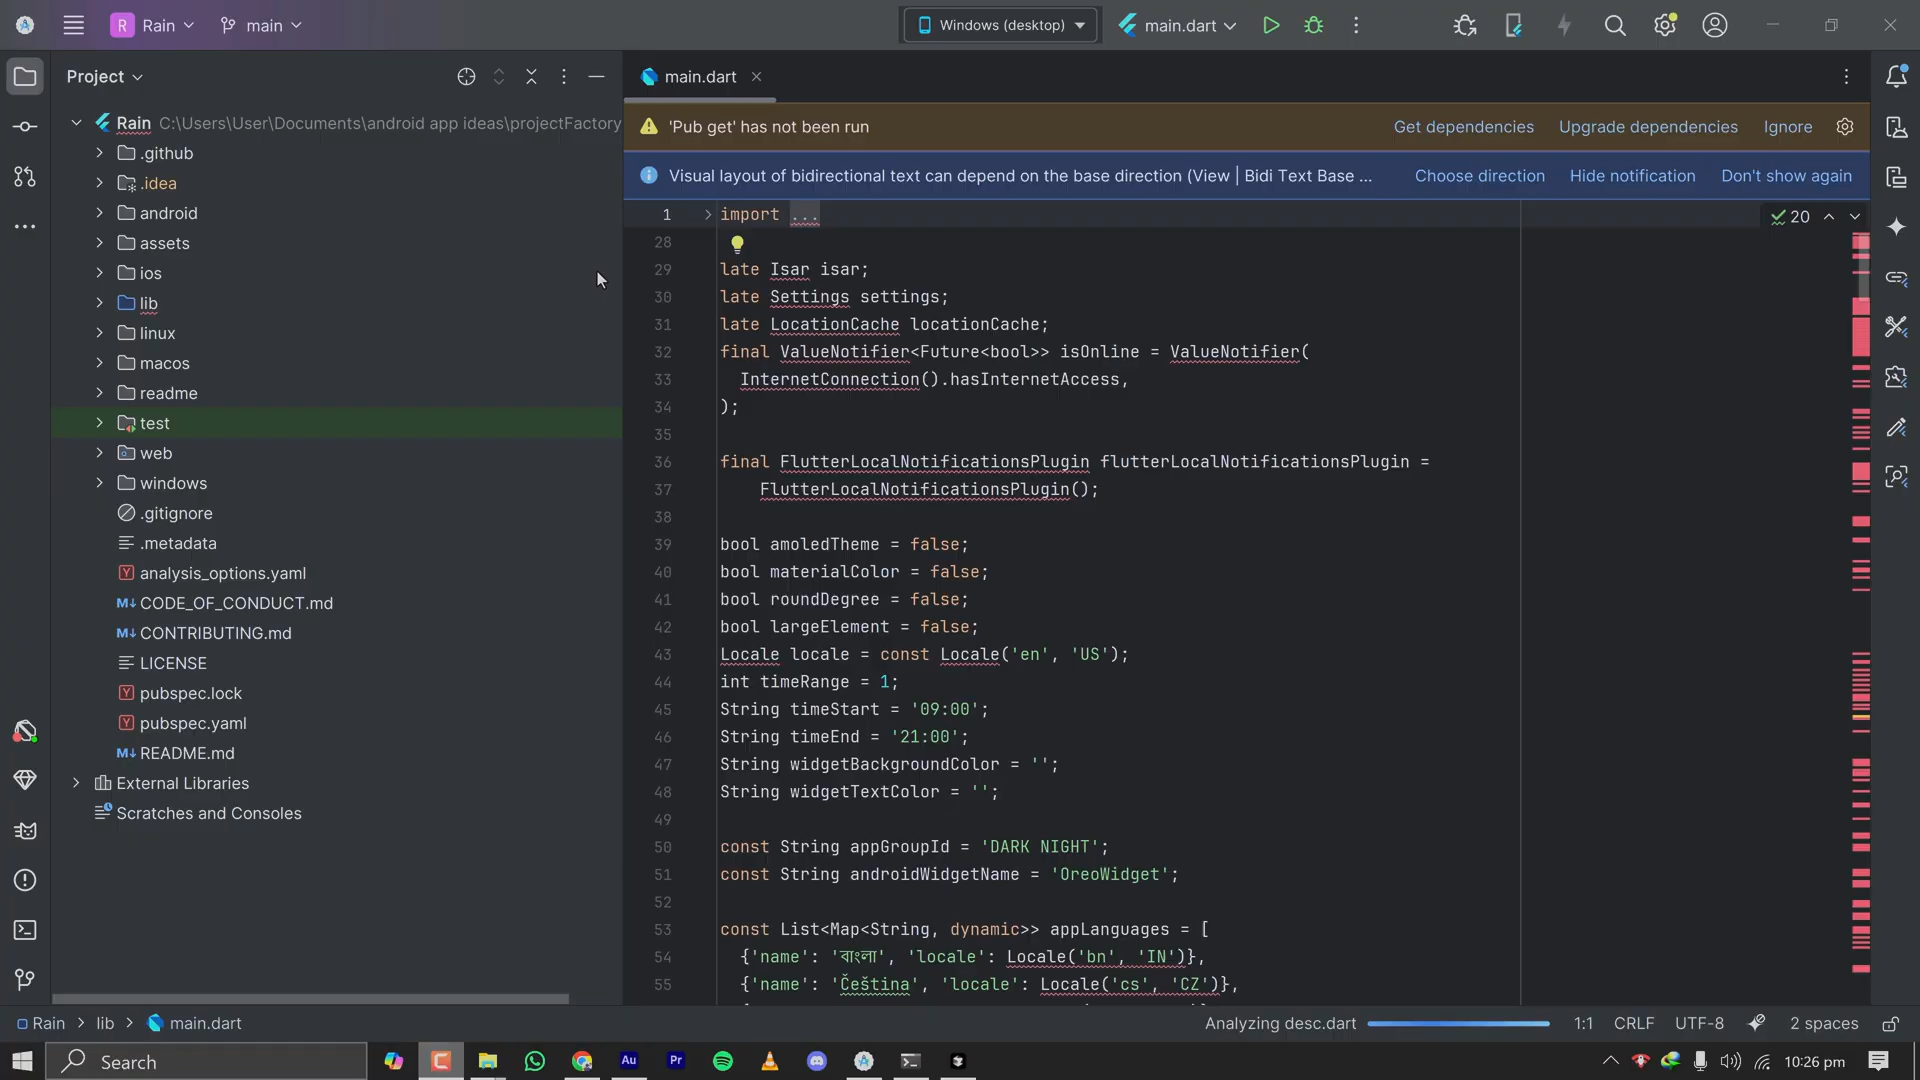 R Rain main Windows (desktop) main.dart
Project
main.dart
Rain C:\Users\User\Documents\android app ideas\projectFactory
'Pub get' has not been run Get dependencies Upgrade dependencies Ignore
.github
Visual layout of bidirectional text can depend on the base direction (View | Bidi Text Base ... Choose direction Hide notification Don't show again
.idea
android
assets
ios
lib
linux
macos
readme
test
web
windows
.gitignore
.metadata
analysis_options.yaml
M↓ CODE_OF_CONDUCT.md
M↓ CONTRIBUTING.md
LICENSE
pubspec.lock
pubspec.yaml
M↓ README.md
External Libraries
Scratches and Consoles
1 import ...
20
28
29 late Isar isar;
30 late Settings settings;
31 late LocationCache locationCache;
32 final ValueNotifier<Future<bool>> isOnline = ValueNotifier(
33 InternetConnection().hasInternetAccess,
34 );
35
36 final FlutterLocalNotificationsPlugin flutterLocalNotificationsPlugin =
37 FlutterLocalNotificationsPlugin();
38
39 bool amoledTheme = false;
40 bool materialColor = false;
41 bool roundDegree = false;
42 bool largeElement = false;
43 Locale locale = const Locale('en', 'US');
44 int timeRange = 1;
45 String timeStart = '09:00';
46 String timeEnd = '21:00';
47 String widgetBackgroundColor = '';
48 String widgetTextColor = '';
49
50 const String appGroupId = 'DARK NIGHT';
51 const String androidWidgetName = 'OreoWidget';
52
53 const List<Map<String, dynamic>> appLanguages = [
54 {'name': 'বাংলা', 'locale': Locale('bn', 'IN')},
55 {'name': 'Čeština', 'locale': Locale('cs', 'CZ')},
Rain > lib > main.dart
Analyzing desc.dart 1:1 CRLF UTF-8 2 spaces
Search
Au Pr
10:26 pm